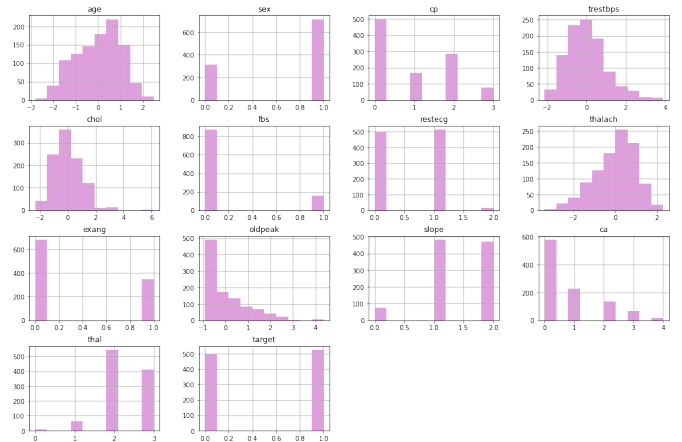 age sex cp trestbps
200 150 100 50 0
−3 −2 −1 0 1 2
600 400 200 0
0.0 0.2 0.4 0.6 0.8 1.0
500 400 300 200 100 0
0 1 2 3
250 200 150 100 50 0
−2 0 2 4
chol fbs restecg thalach
300 200 100 0
−2 0 2 4 6
800 600 400 200 0
0.0 0.2 0.4 0.6 0.8 1.0
500 400 300 200 100 0
0.0 0.5 1.0 1.5 2.0
250 200 150 100 50 0
−2 0 2
exang oldpeak slope ca
600 400 200 0
0.0 0.2 0.4 0.6 0.8 1.0
500 400 300 200 100 0
−1 0 1 2 3 4
500 400 300 200 100 0
0.0 0.5 1.0 1.5 2.0
600 400 200 0
0 1 2 3 4
thal target
500 400 300 200 100 0
0 1 2 3
500 400 300 200 100 0
0.0 0.2 0.4 0.6 0.8 1.0